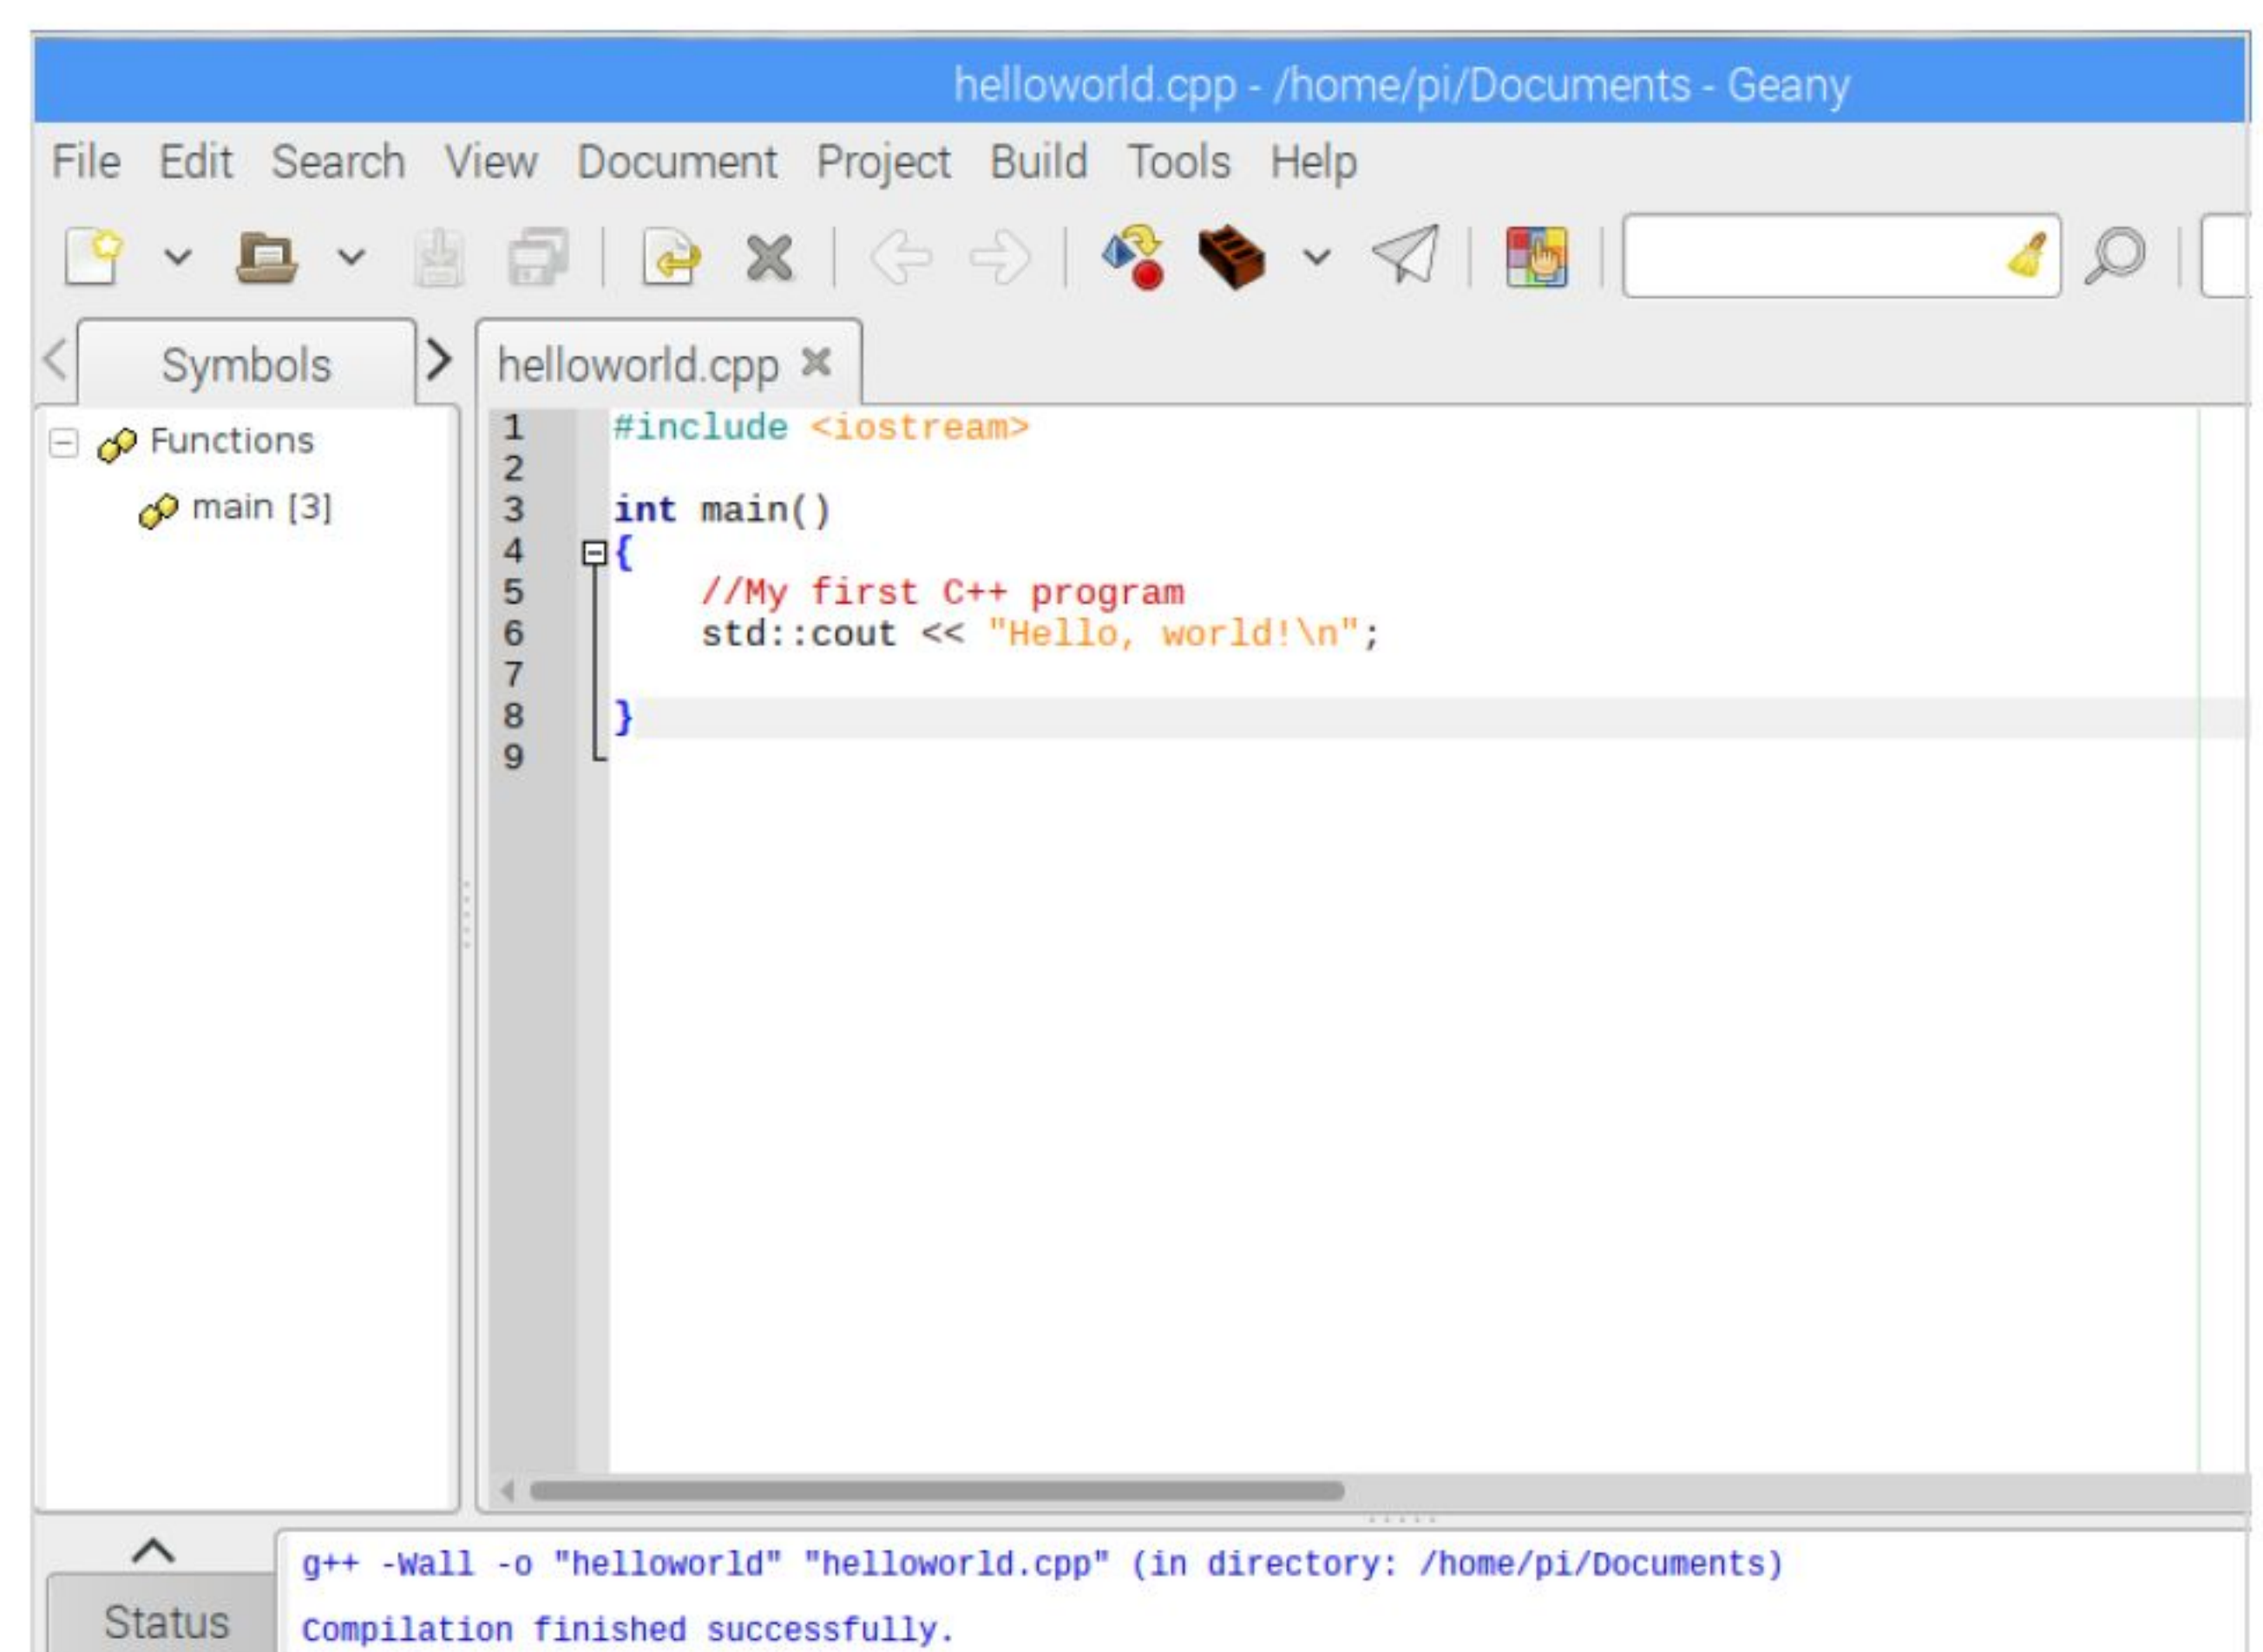 helloworld.cpp - /home/pi/Documents - Geany
File Edit Search View Document Project Build Tools Help
Symbols
helloworld.cpp
Functions
main [3]
1 #include <iostream>
2
3 int main()
4 {
5     //My first C++ program
6     std::cout << "Hello, world!\n";
7
8 }
9
g++ -Wall -o "helloworld" "helloworld.cpp" (in directory: /home/pi/Documents)
Status
Compilation finished successfully.